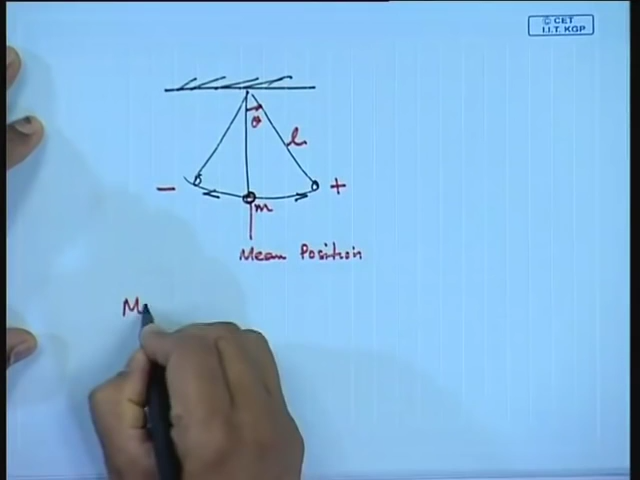 © CET
I.I.T. KGP
θ
l
- +
m
Mean Position
M